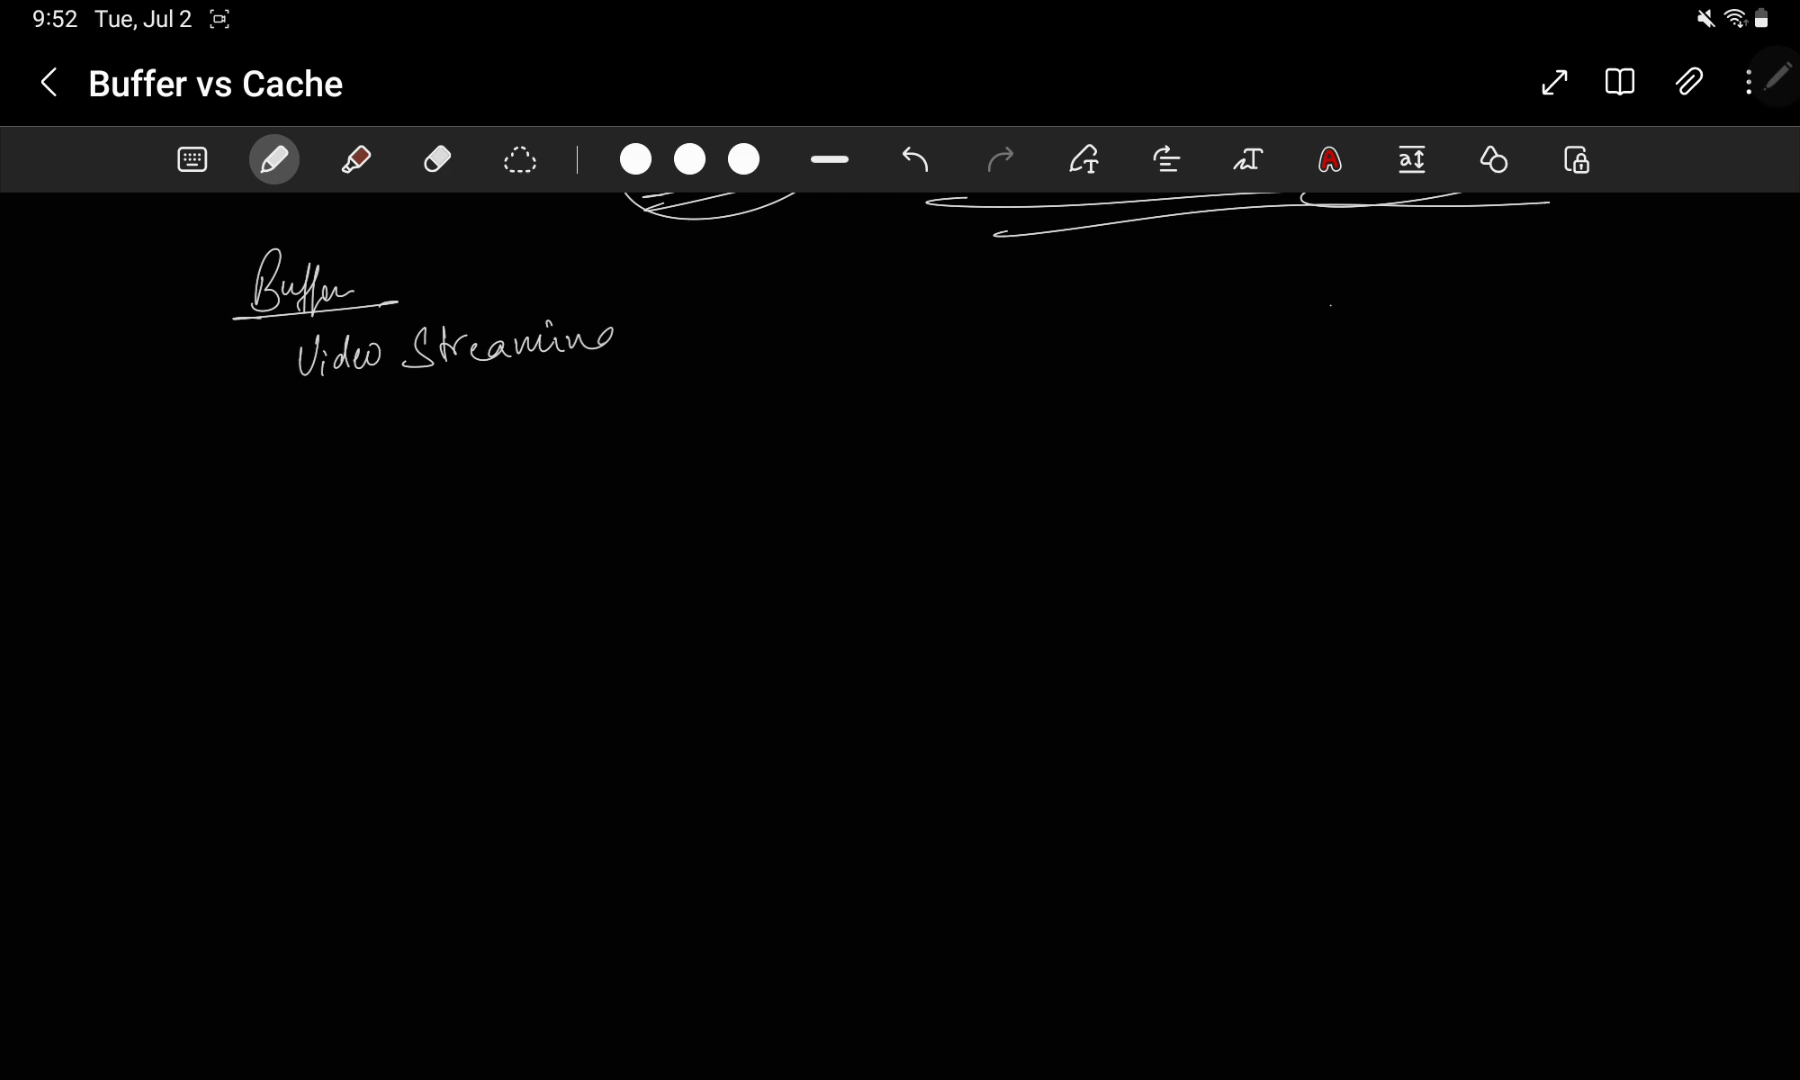 9:52 Tue, Jul 2
Buffer vs Cache
Buffer
Video Streaming